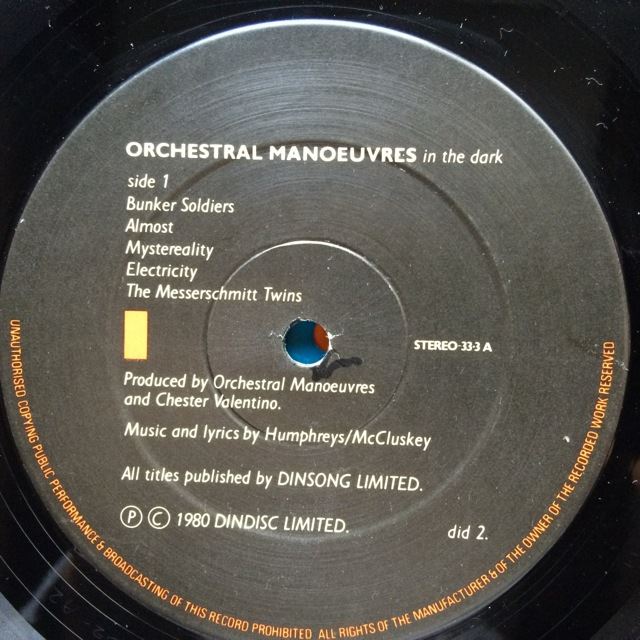 ORCHESTRAL MANOEUVRES in the dark
side 1
Bunker Soldiers
Almost
Mystereality
Electricity
The Messerschmitt Twins
STEREO·33·3 A
Produced by Orchestral Manoeuvres
and Chester Valentino.
Music and lyrics by Humphreys/McCluskey
All titles published by DINSONG LIMITED.
Ⓟ Ⓒ 1980 DINDISC LIMITED.
did 2.
UNAUTHORISED COPYING PUBLIC PERFORMANCE & BROADCASTING OF THIS RECORD PROHIBITED. ALL RIGHTS OF THE MANUFACTURER & OF THE OWNER OF THE RECORDED WORK RESERVED